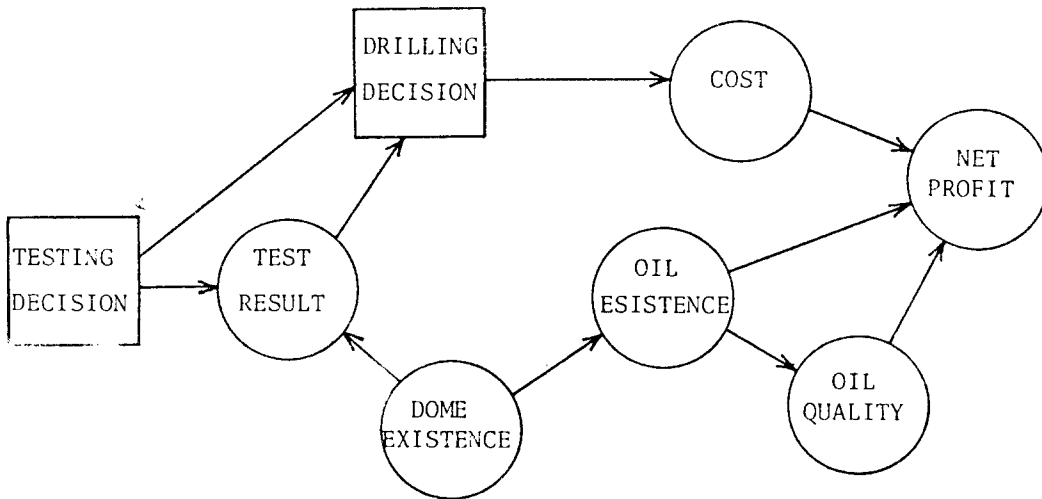 DRILLING
DECISION
COST
NET
PROFIT
TESTING
DECISION
TEST
RESULT
OIL
ESISTENCE
DOME
EXISTENCE
OIL
QUALITY